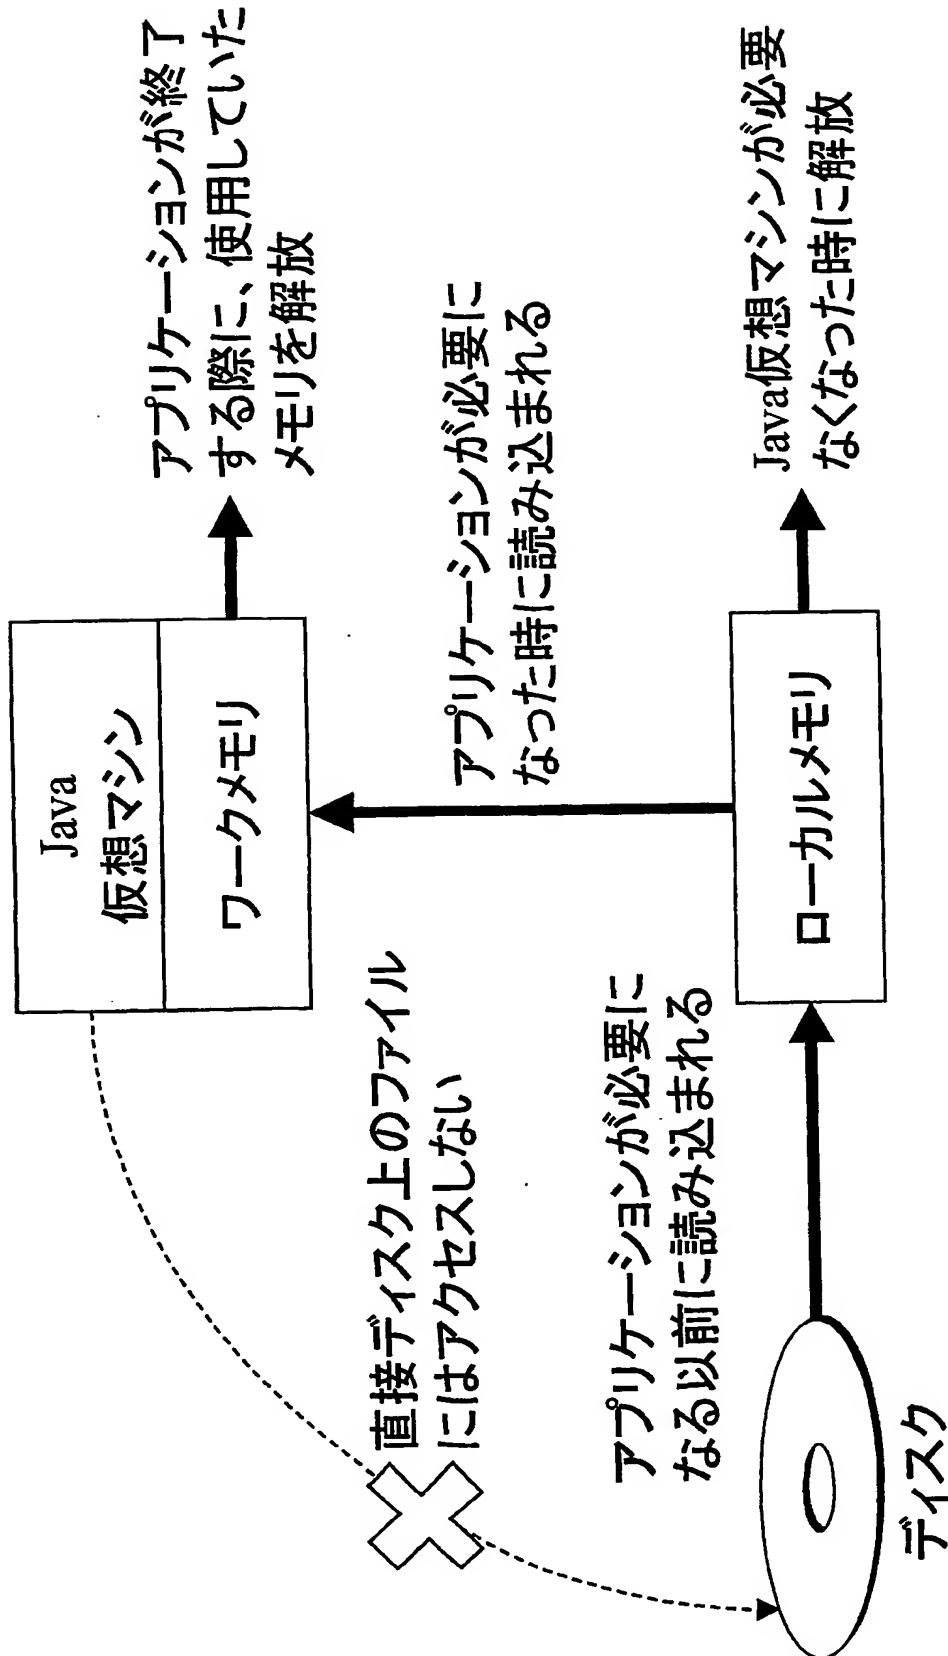 Java
仮想マシン
ワークメモリ
アプリケーションが終了
する際に、使用していた
メモリを解放
直接ディスク上のファイル
にはアクセスしない
アプリケーションが必要に
なった時に読み込まれる
アプリケーションが必要に
なる以前に読み込まれる
ローカルメモリ
Java仮想マシンが必要
なくなった時に解放
ディスク